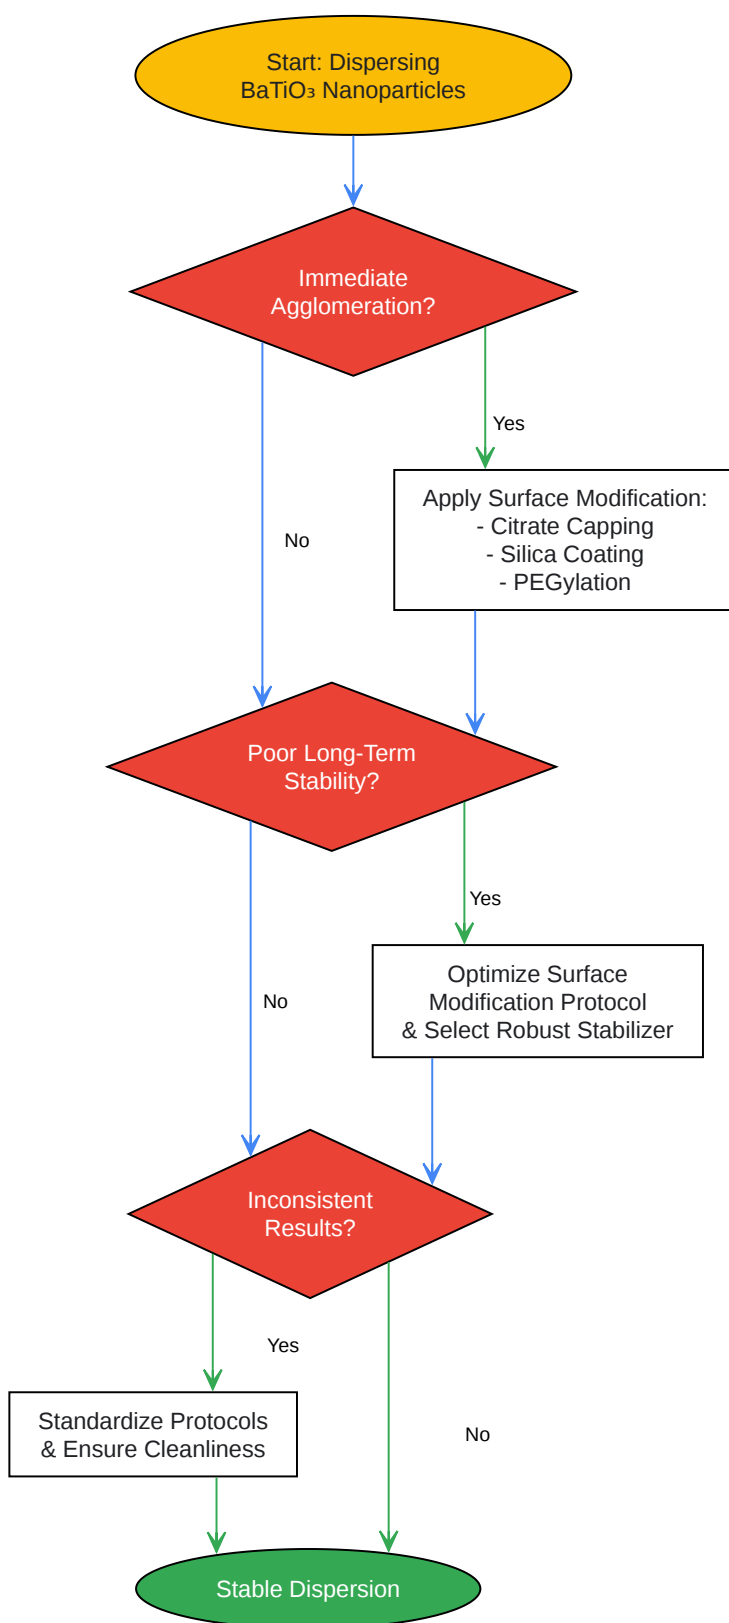 Start: Dispersing
BaTiO₃ Nanoparticles
Immediate
Agglomeration?
Yes
Apply Surface Modification:
- Citrate Capping
- Silica Coating
- PEGylation
No
Poor Long-Term
Stability?
Yes
Optimize Surface
Modification Protocol
& Select Robust Stabilizer
No
Inconsistent
Results?
Yes
Standardize Protocols
& Ensure Cleanliness
No
Stable Dispersion